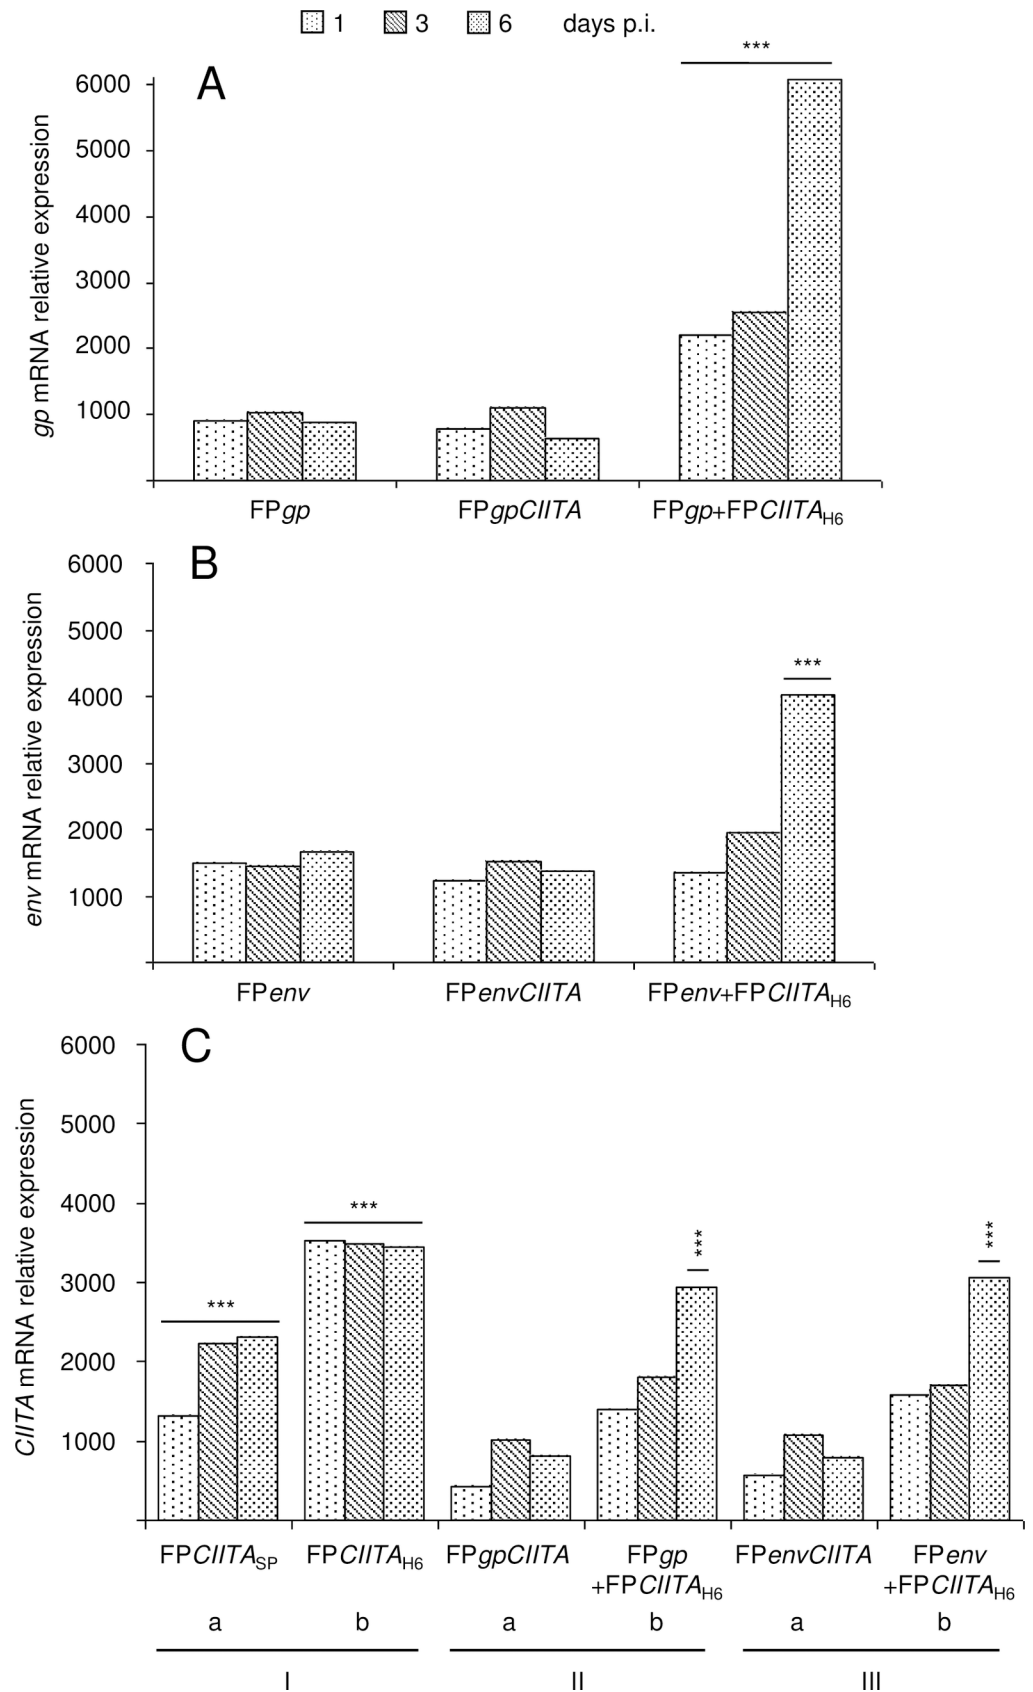 1 3 6 days p.i.
***
A
6000
5000
4000
3000
2000
1000
gp mRNA relative expression
FPgp FPgpCIITA FPgp+FPCIITAH6
B
6000
5000
4000
3000
2000
1000
env mRNA relative expression
***
FPenv FPenvCIITA FPenv+FPCIITAH6
C
6000
5000
4000
3000
2000
1000
CIITA mRNA relative expression
*** *** *** ***
FPCIITASP FPCIITAH6 FPgpCIITA FPgp FPenvCIITA FPenv
+FPCIITAH6 +FPCIITAH6
a b a b a b
I II III